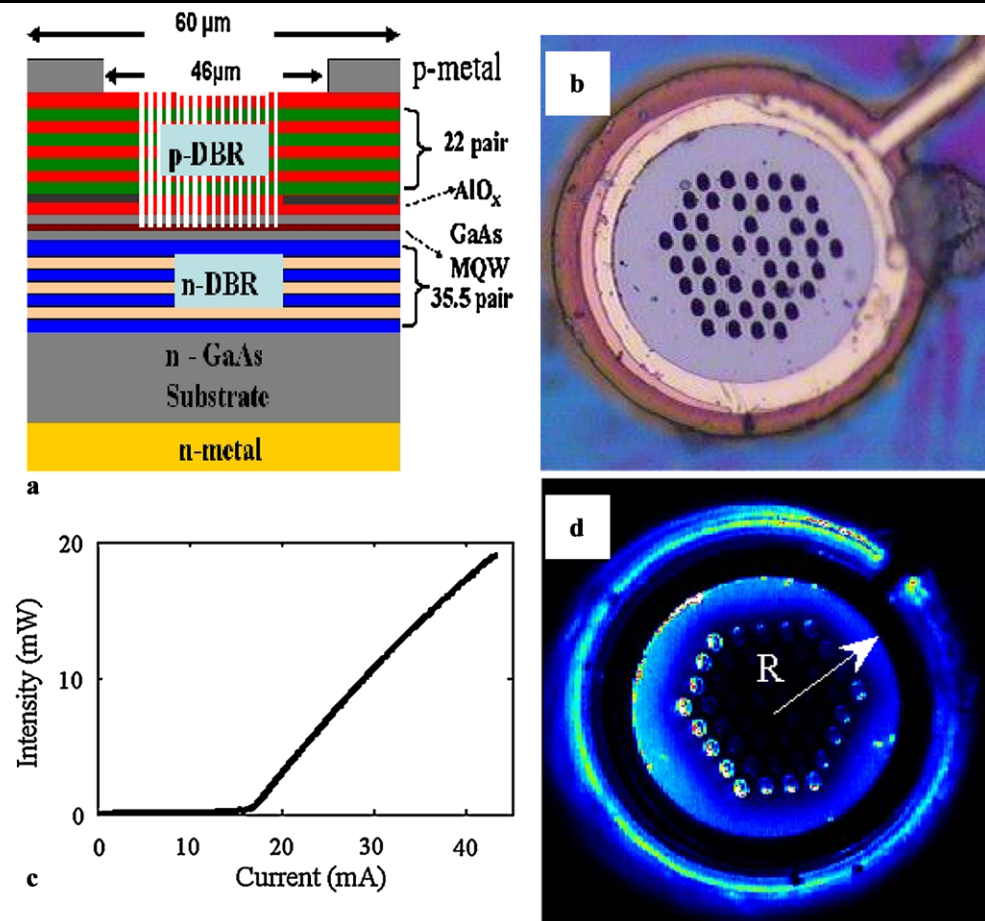 60 µm
46µm
p-metal
p-DBR
22 pair
AlOx
GaAs
MQW
n-DBR
35.5 pair
n - GaAs
Substrate
n-metal
a
b
20
10
0
Intensity (mW)
0 10 20 30 40
Current (mA)
c
d
R